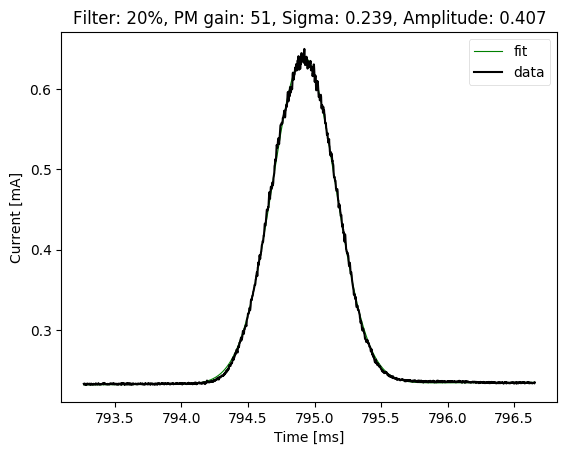 Filter: 20%, PM gain: 51, Sigma: 0.239, Amplitude: 0.407
fit
data
0.6
0.5
0.4
0.3
Current [mA]
793.5 794.0 794.5 795.0 795.5 796.0 796.5
Time [ms]